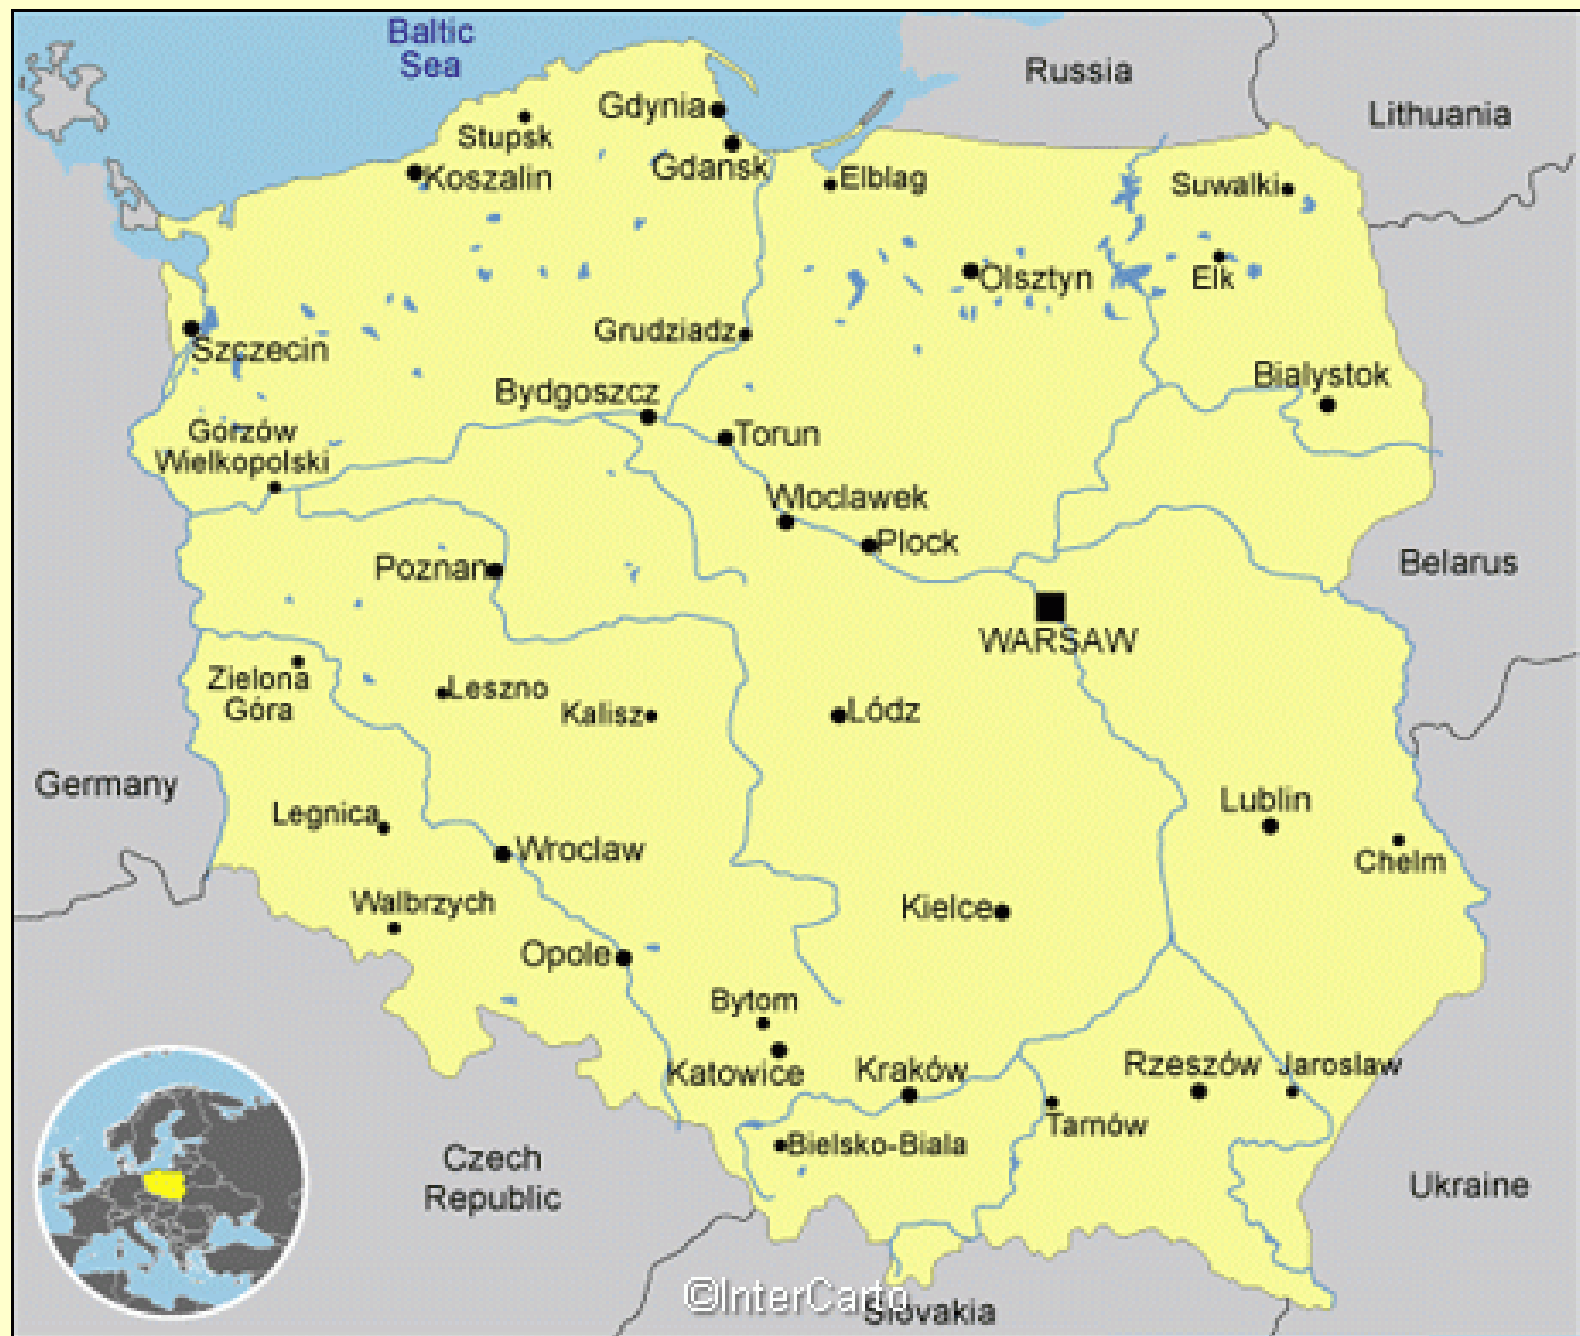 Baltic
Sea
Russia
Lithuania
Gdynia
Stupsk
Gdansk
Koszalin
Elblag
Suwalki
Olsztyn
Elk
Szczecin
Grudziadz
Bialystok
Bydgoszcz
Torun
Górzów
Wielkopolski
Wloclawek
Plock
Poznan
Belarus
WARSAW
Zielona
Góra
Leszno
Kalisz
Lódz
Germany
Legnica
Lublin
Wroclaw
Chelm
Walbrzych
Kielce
Opole
Bytom
Katowice
Kraków
Rzeszów
Jaroslaw
Tarnów
Bielsko-Biala
Czech
Republic
Ukraine
©InterCarto
Slovakia